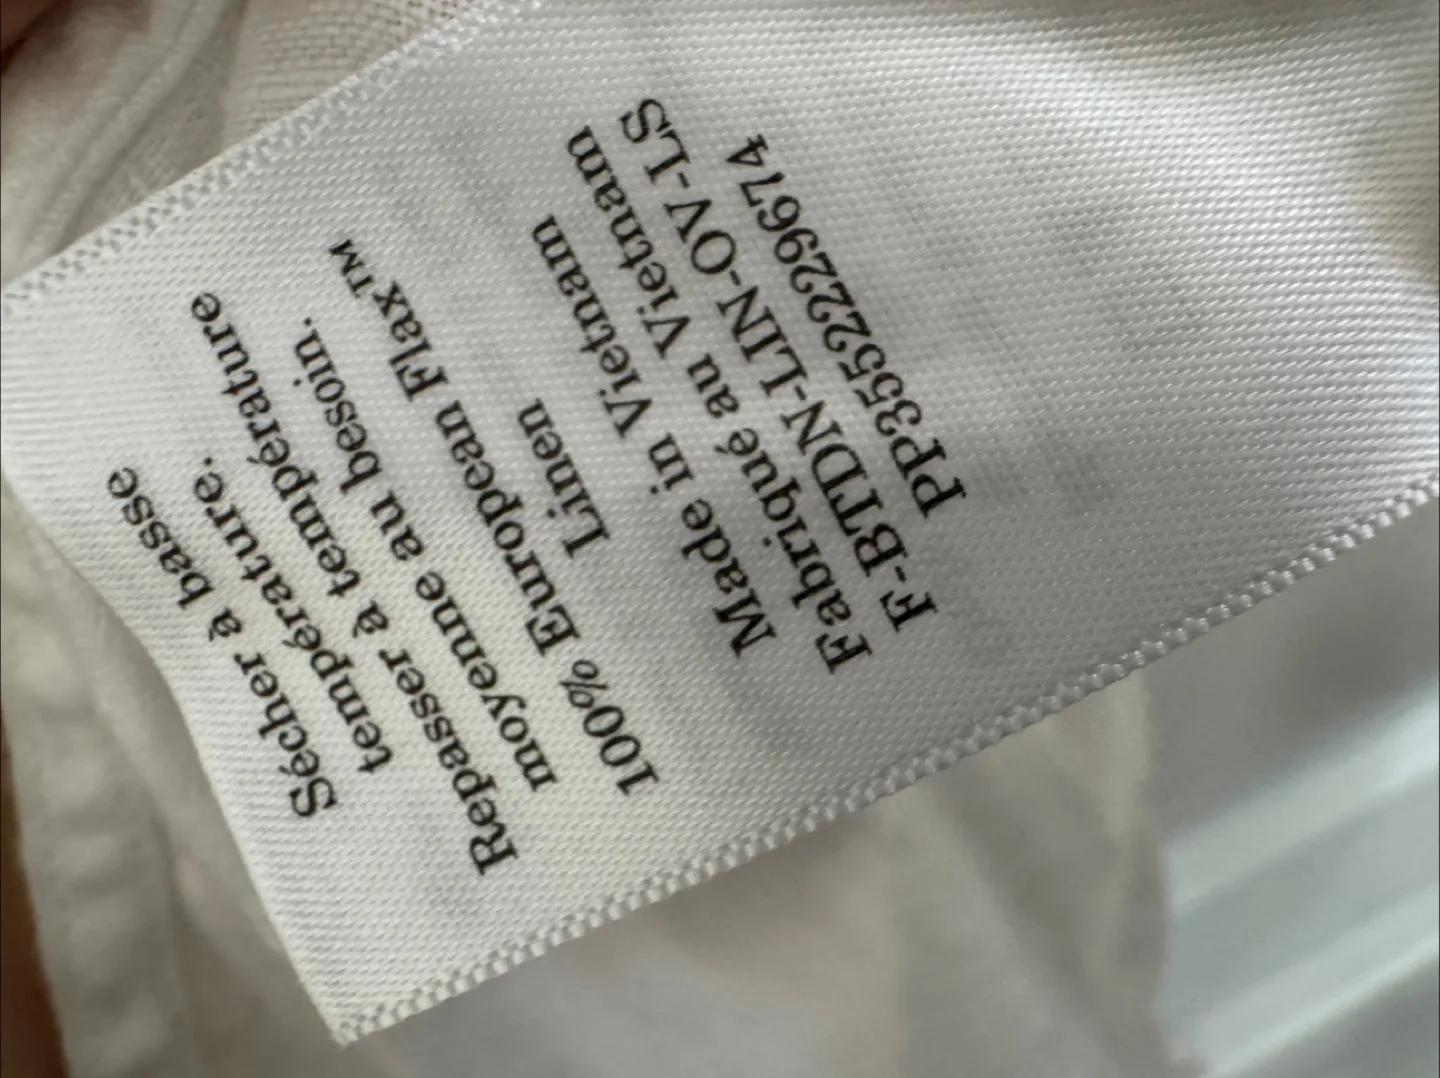 Sécher à basse
température.
Repasser à température
moyenne au besoin.
100% European Flax™
Linen
Made in Vietnam
Fabriqué au Vietnam
F-BTDN-LIN-OV-LS
PP3552229674